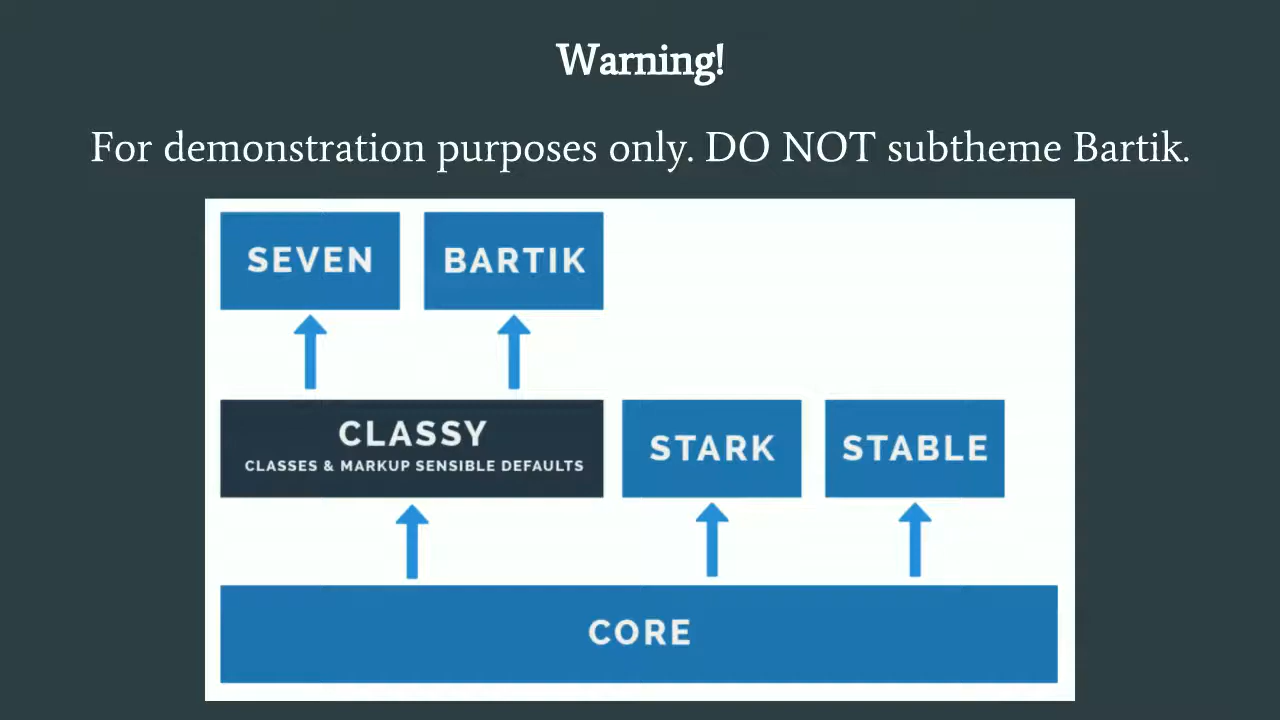 Warning!
For demonstration purposes only. DO NOT subtheme Bartik.
SEVEN
BARTIK
CLASSY
CLASSES & MARKUP SENSIBLE DEFAULTS
STARK
STABLE
CORE